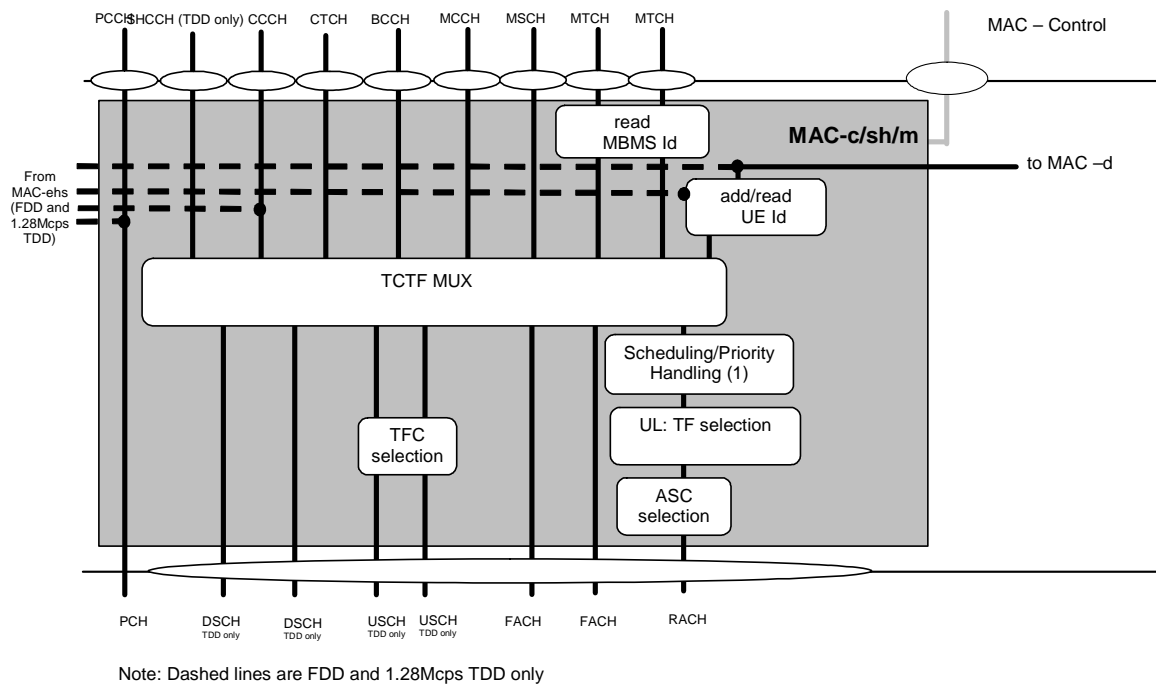 PCCH SHCCH (TDD only) CCCH CTCH BCCH MCCH MSCH MTCH MTCH
MAC – Control
read
MBMS Id
MAC-c/sh/m
to MAC –d
From
MAC-ehs
(FDD and
1.28Mcps
TDD)
add/read
UE Id
TCTF MUX
Scheduling/Priority
Handling (1)
UL: TF selection
TFC
selection
ASC
selection
PCH DSCH DSCH USCH USCH FACH FACH RACH
TDD only TDD only TDD only TDD only
Note: Dashed lines are FDD and 1.28Mcps TDD only